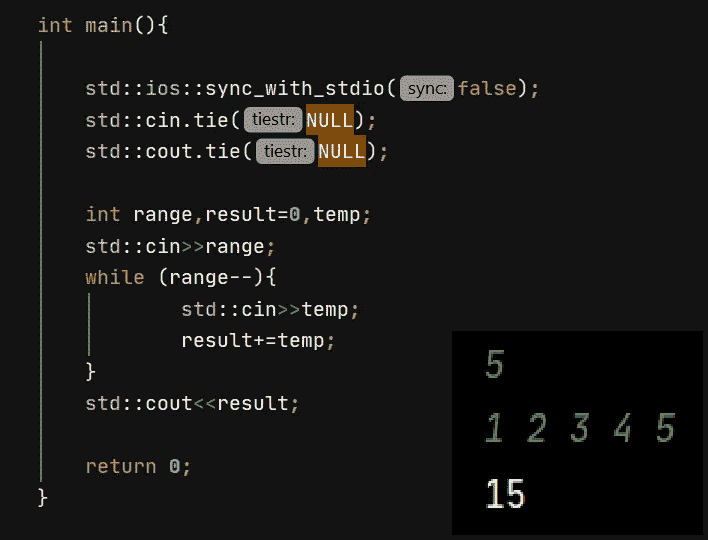 int main(){
std::ios::sync_with_stdio( sync: false);
std::cin.tie( tiestr: NULL);
std::cout.tie( tiestr: NULL);
int range,result=0,temp;
std::cin>>range;
while (range--){
std::cin>>temp;
result+=temp;
}
std::cout<<result;
return 0;
}
5
1 2 3 4 5
15